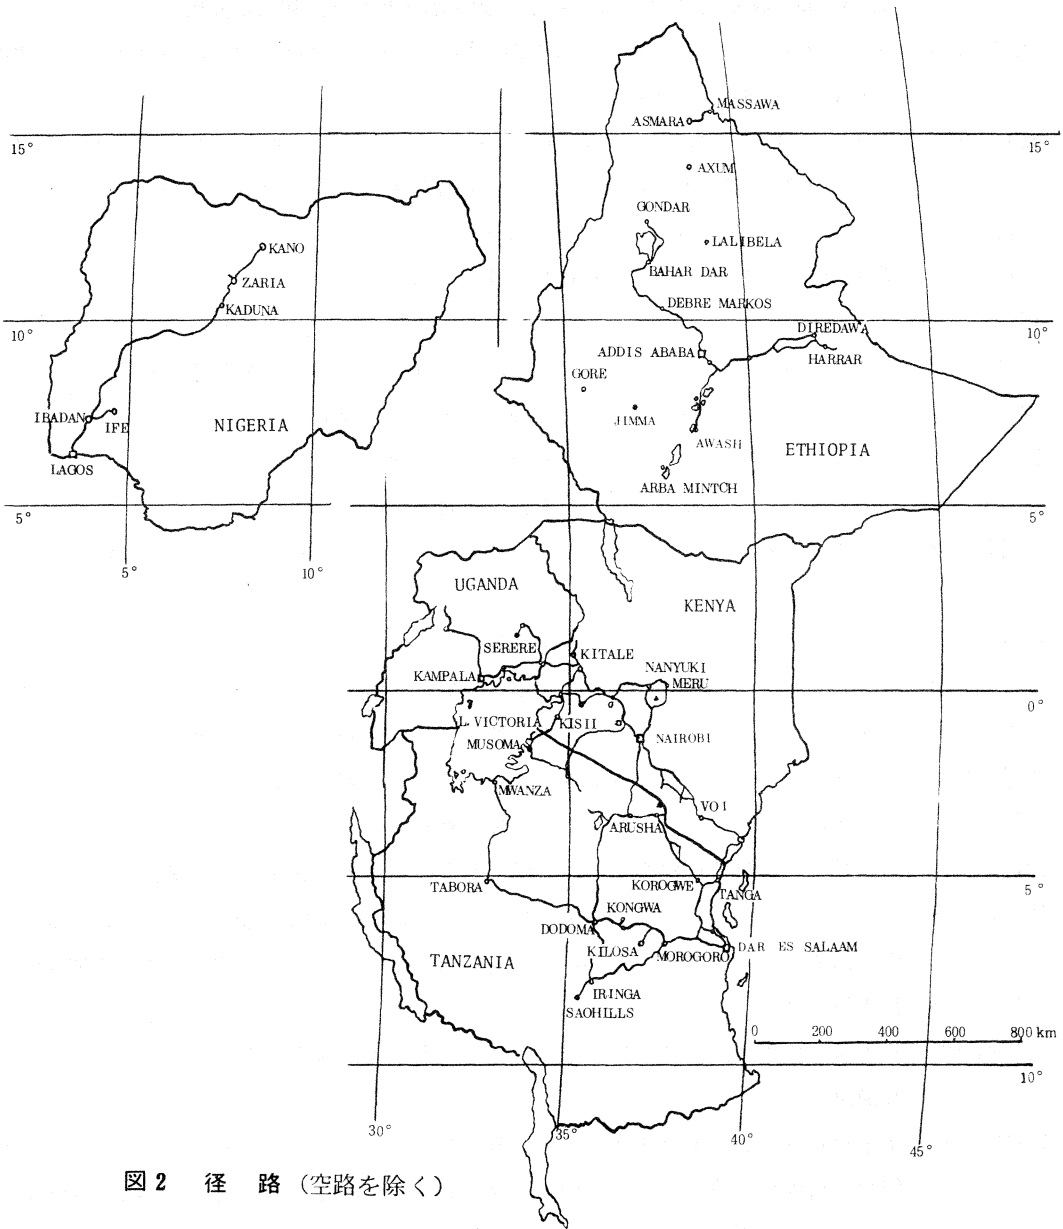 MASSAWA
ASMARA
15°
15°
AXUM
GONDAR
KANO
LALIBELA
ZARIA
BAHAR DAR
KADUNA
DEBRE MARKOS
10°
10°
DIREDAWA
ADDIS ABABA
HARRAR
GORE
IBADAN
IFE
NIGERIA
JIMMA
AWASH
ETHIOPIA
LAGOS
ARBA MINTCH
5°
5°
5°
10°
UGANDA
KENYA
SERERE
KITALE
NANYUKI
KAMPALA
MERU
0°
L. VICTORIA
KISII
MUSOMA
NAIROBI
MWANZA
VOI
ARUSHA
5°
TABORA
KOROGWE
TANGA
KONGWA
DODOMA
KILOSA
MOROGORO
DAR ES SALAAM
TANZANIA
IRINGA
SAOHILLS
0 200 400 600 800 km
10°
30°
35°
40°
45°
図2 径 路 (空路を除く)